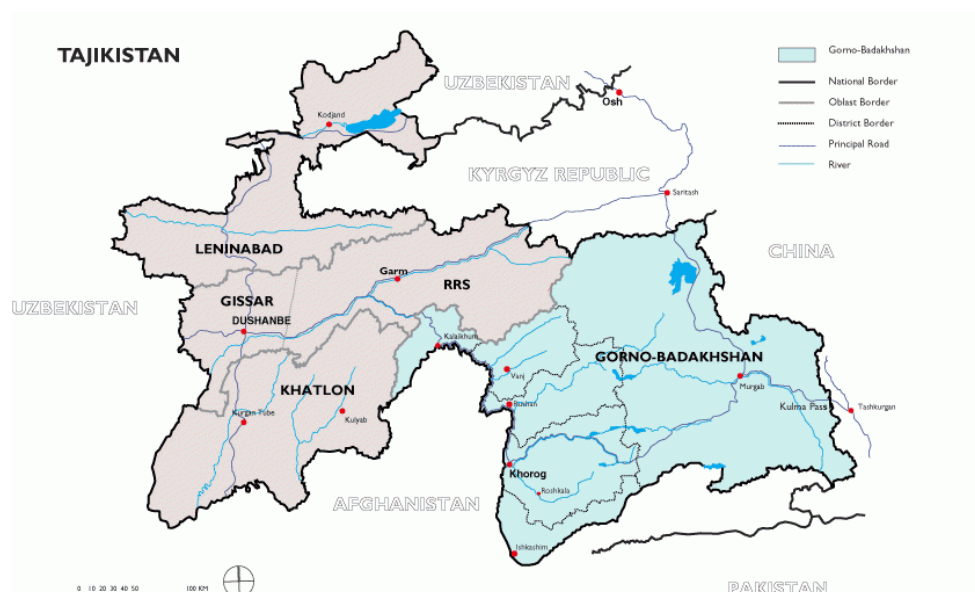 TAJIKISTAN
Gorno-Badakhshan
National Border
Oblast Border
District Border
Principal Road
River
UZBEKISTAN
Osh
Kodjand
KYRGYZ REPUBLIC
Saritash
LENINABAD
CHINA
Garm
RRS
UZBEKISTAN
GISSAR
DUSHANBE
Kalaikhum
GORNO-BADAKHSHAN
Vanj
Murgab
KHATLON
Kulma Pass
Tashkurgan
Kurgan-Tube
Kulyab
Khorog
Roshkala
AFGHANISTAN
Ishkashim
0 10 20 30 40 50 100 KM
PAKISTAN